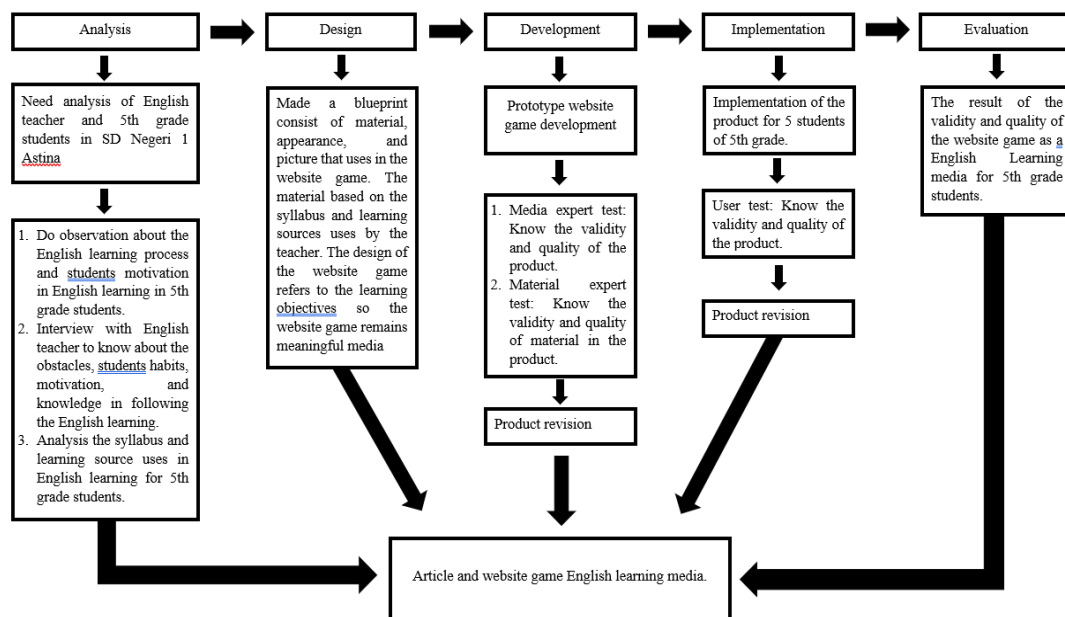 Analysis
Design
Development
Implementation
Evaluation
Need analysis of English
teacher and 5th grade
students in SD Negeri 1
Astina
1. Do observation about the
English learning process
and students motivation
in English learning in 5th
grade students.
2. Interview with English
teacher to know about the
obstacles, students habits,
motivation, and
knowledge in following
the English learning.
3. Analysis the syllabus and
learning source uses in
English learning for 5th
grade students.
Made a blueprint
consist of material,
appearance, and
picture that uses in the
website game. The
material based on the
syllabus and learning
sources uses by the
teacher. The design of
the website game
refers to the learning
objectives so the
website game remains
meaningful media
Prototype website
game development
1. Media expert test:
Know the validity
and quality of the
product.
2. Material expert
test: Know the
validity and quality
of material in the
product.
Product revision
Implementation of the
product for 5 students
of 5th grade.
User test: Know the
validity and quality of
the product.
Product revision
The result of the
validity and quality of
the website game as a
English Learning
media for 5th grade
students.
Article and website game English learning media.